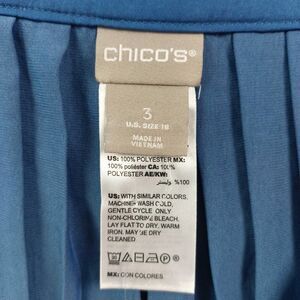 chico's®
3
U.S. SIZE 16
MADE IN
VIETNAM
US: 100% POLYESTER MX:
100% poliéster CA: 100%
POLYESTER AE/KW:
%100 وليستر
US: WITH SIMILAR COLORS,
MACHINE WASH COLD,
GENTLE CYCLE. ONLY
NON-CHLORINE BLEACH.
LAY FLAT TO DRY. WARM
IRON. MAY BE DRY
CLEANED
MX: CON COLORES